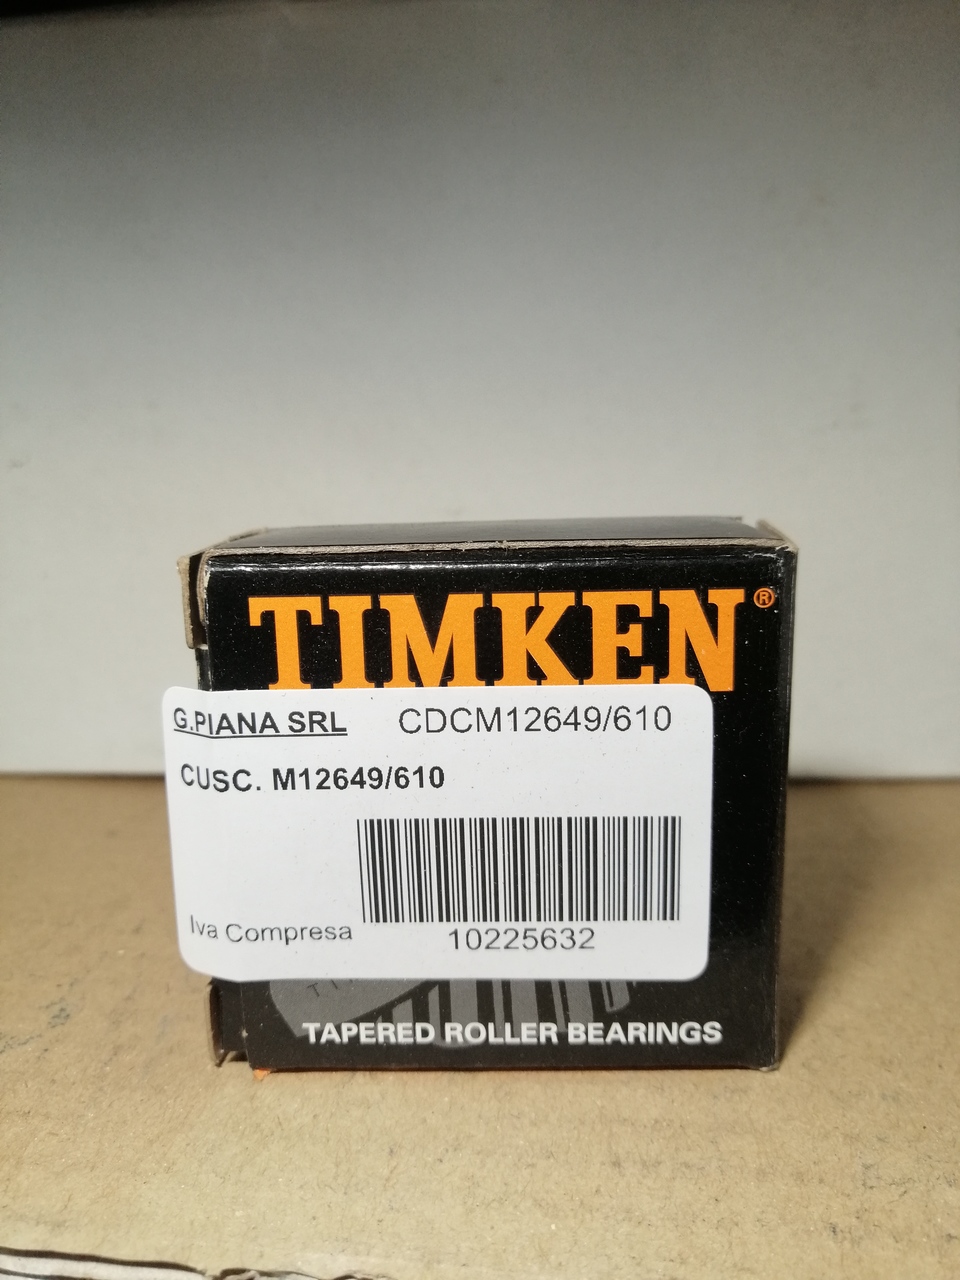 TIMKEN®
G.PIANA SRL CDCM12649/610
CUSC. M12649/610
Iva Compresa
10225632
TAPERED ROLLER BEARINGS